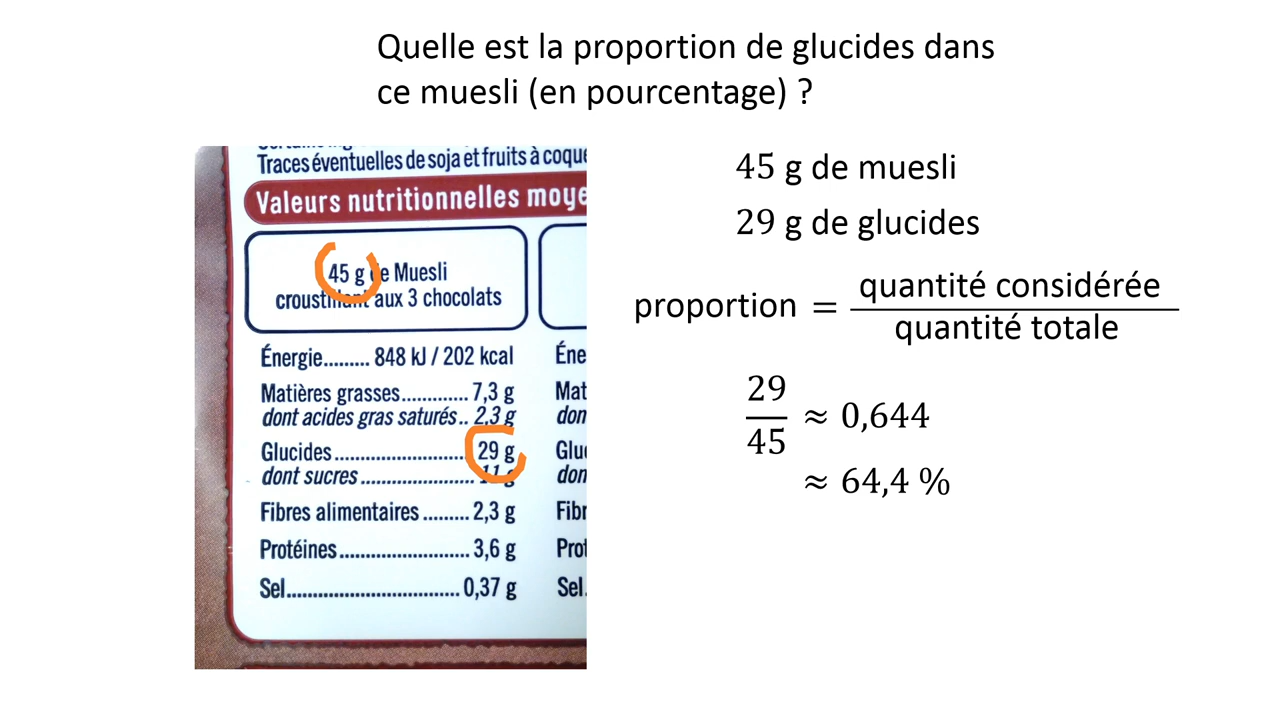 Quelle est la proportion de glucides dans
ce muesli (en pourcentage) ?
Traces éventuelles de soja et fruits à
Valeurs nutritionnelles
45 g de Muesli
croustillant aux 3 chocolats
Énergie......... 848 kJ / 202 kcal
Matières grasses............. 7,3 g
dont acides gras saturés.. 2,3 g
Glucides......................... 29 g
dont sucres...................... 11 g
Fibres alimentaires......... 2,3 g
Protéines......................... 3,6 g
Sel.................................. 0,37 g
Sel.
45 g de muesli
29 g de glucides
proportion = quantité considérée / quantité totale
29/45 ≈ 0,644
≈ 64,4 %